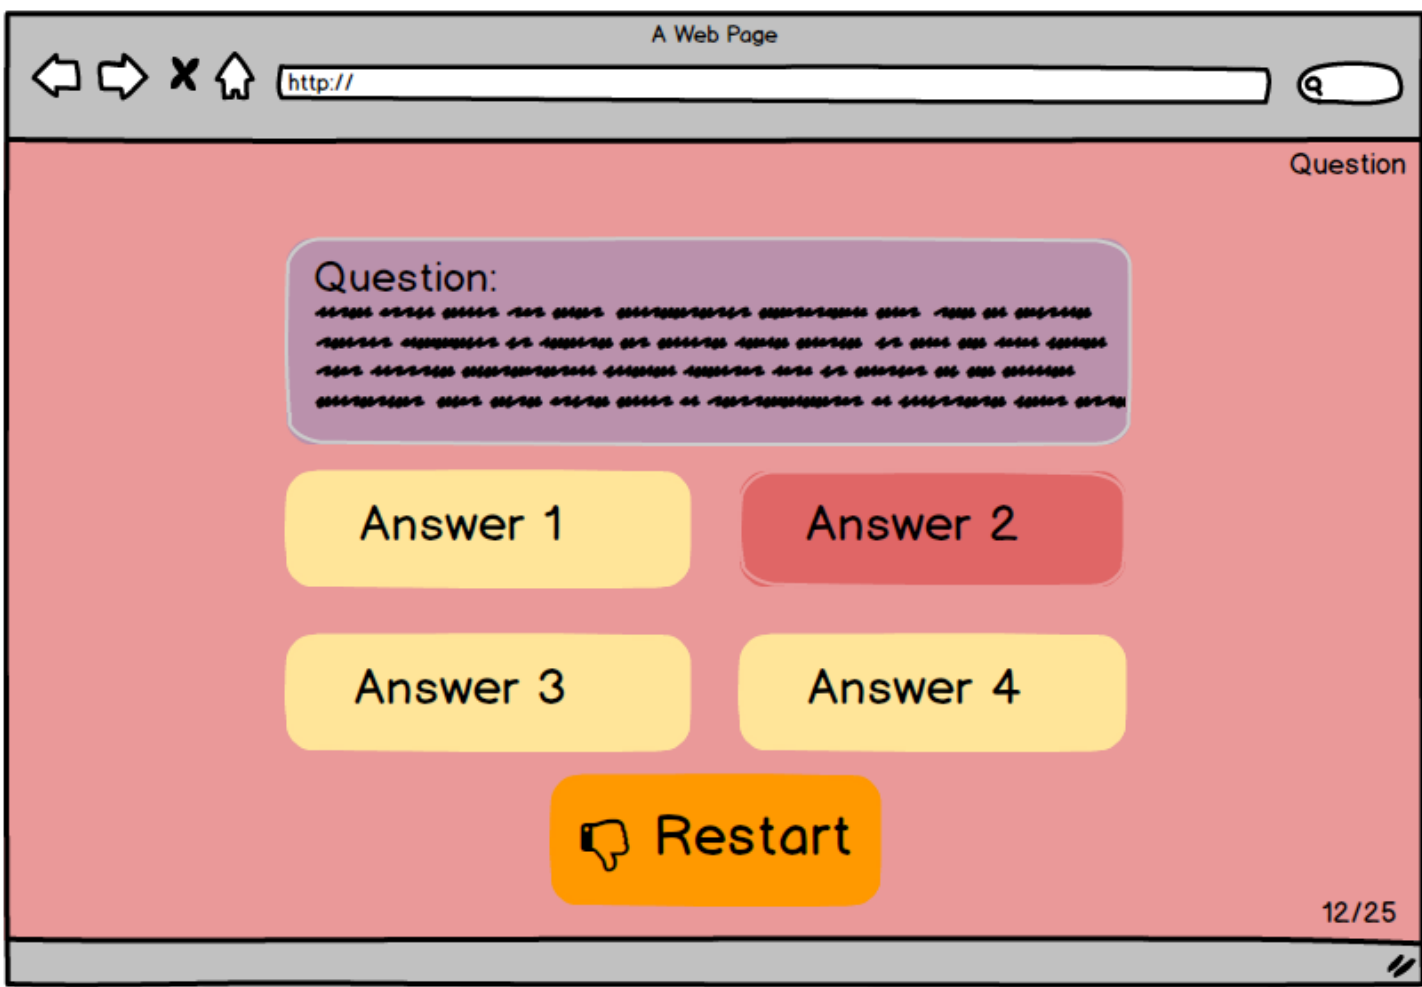 A Web Page
http://
Question
Question:
Answer 1
Answer 2
Answer 3
Answer 4
Restart
12/25